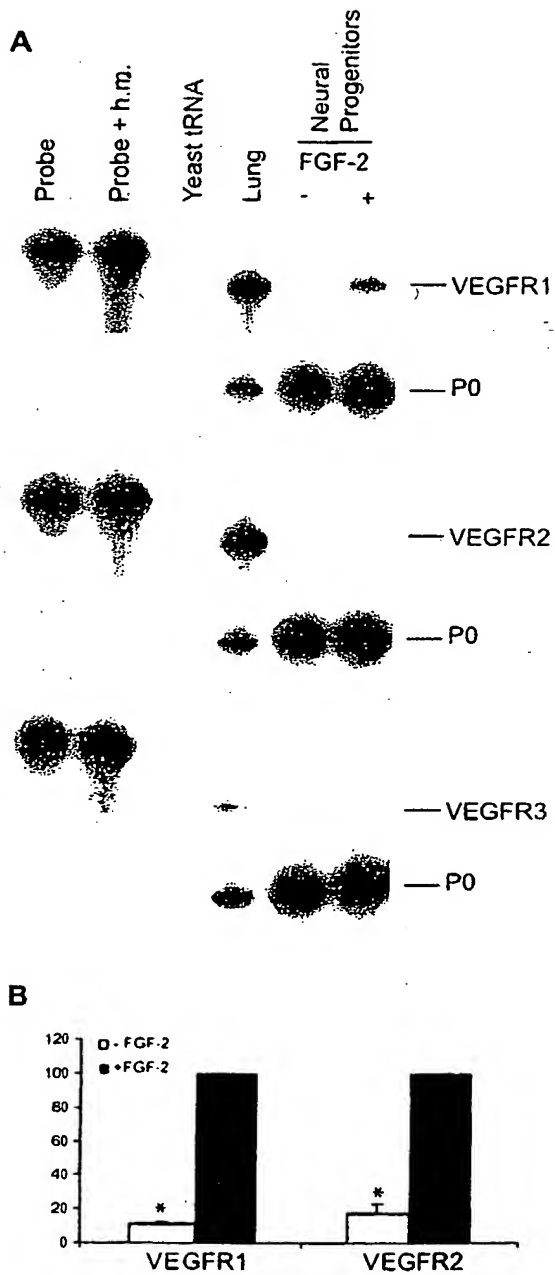 A
Probe
Probe + h.m.
Yeast tRNA
Lung
Neural
Progenitors
FGF-2
- +
VEGFR1
P0
VEGFR2
P0
VEGFR3
P0
B
120
100
80
60
40
20
0
- FGF-2
+FGF-2
* *
VEGFR1 VEGFR2